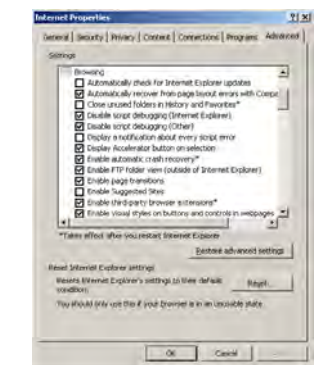 Internet Properties
General Security Privacy Content Connections Programs Advanced
Settings
Browsing
Automatically check for Internet Explorer updates
Automatically recover from page layout errors with Compa
Close unused folders in History and Favorites*
Disable script debugging (Internet Explorer)
Disable script debugging (Other)
Display a notification about every script error
Display Accelerator button on selection
Enable automatic crash recovery*
Enable FTP folder view (outside of Internet Explorer)
Enable page transitions
Enable Suggested Sites
Enable third-party browser extensions*
Enable visual styles on buttons and controls in webpages
*Takes effect after you restart Internet Explorer
Restore advanced settings
Reset Internet Explorer settings
Resets Internet Explorer's settings to their default
condition.
Reset...
You should only use this if your browser is in an unusable state.
OK Cancel